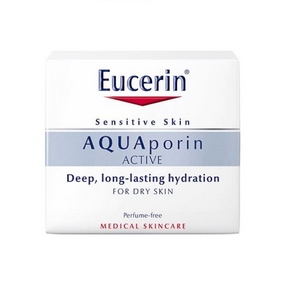 Eucerin®
Sensitive Skin
AQUAporin
ACTIVE
Deep, long-lasting hydration
FOR DRY SKIN
Perfume-free
MEDICAL SKINCARE